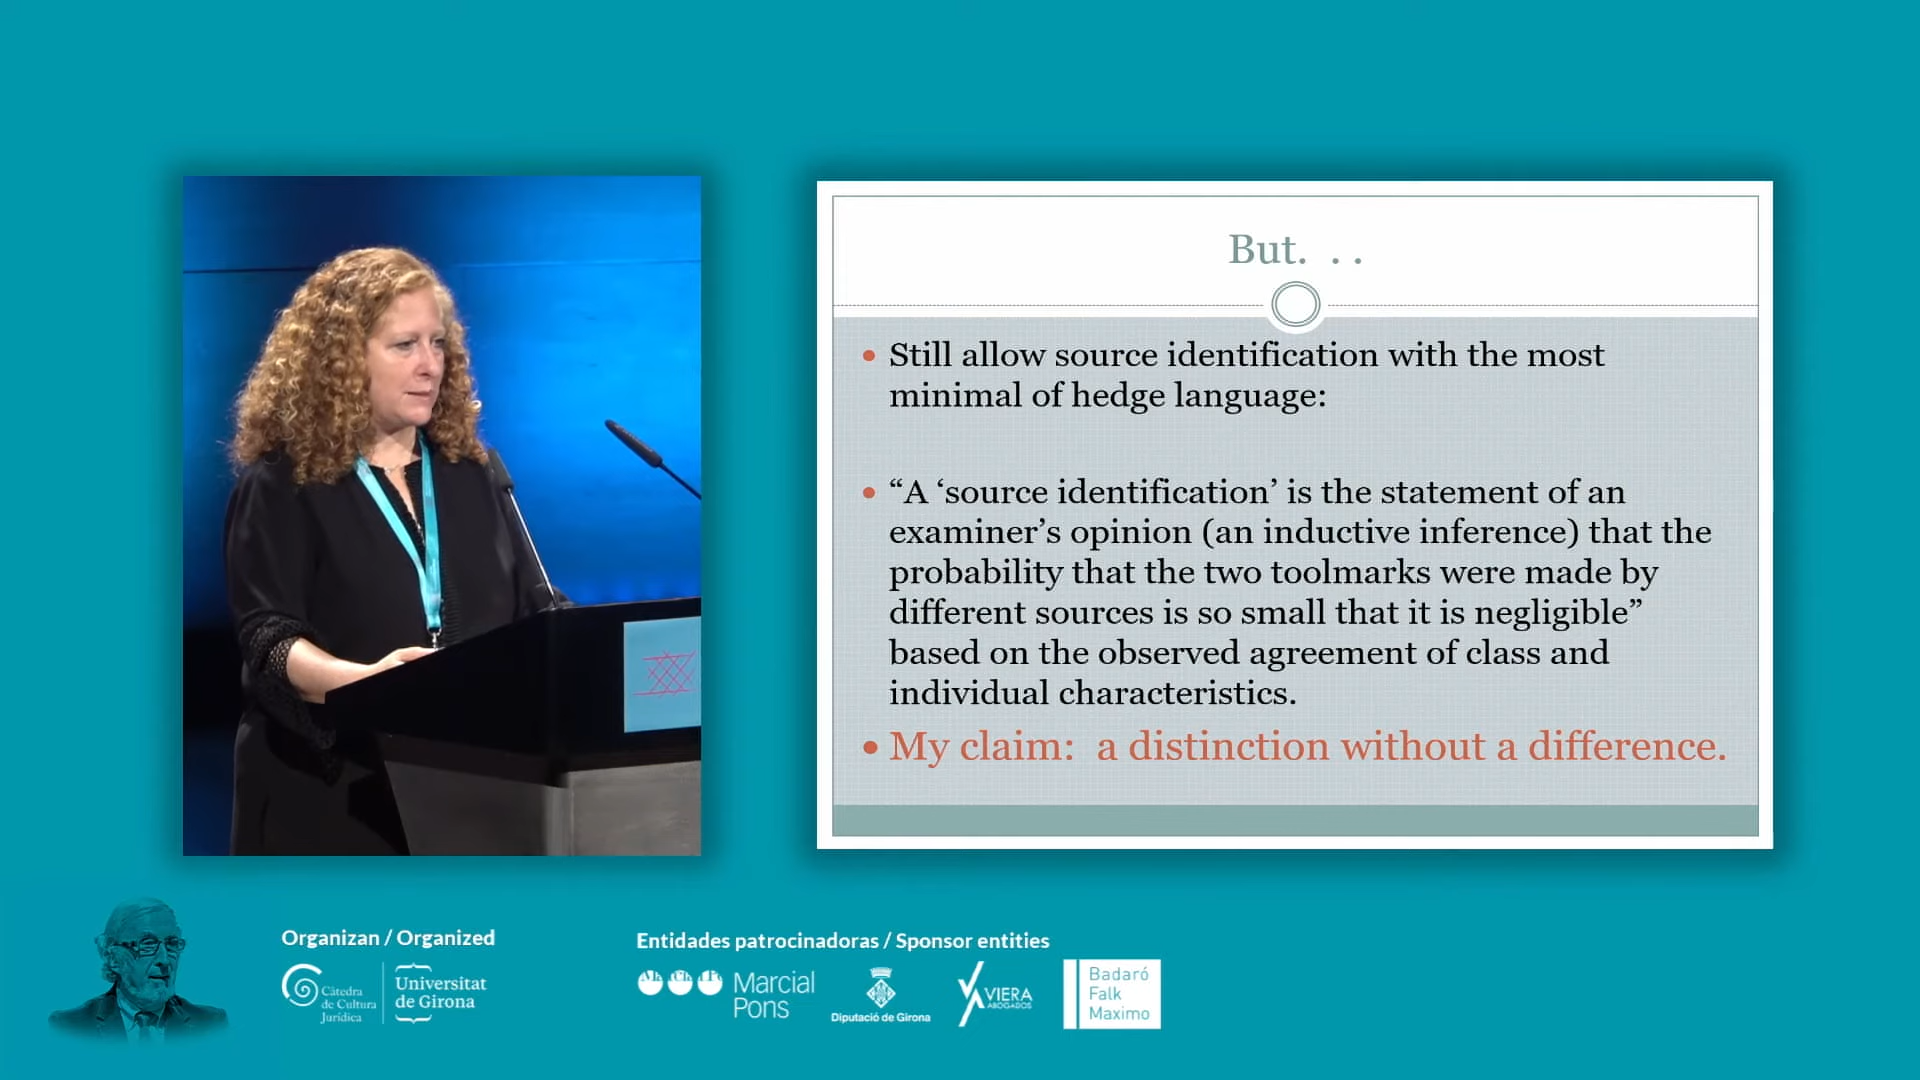 But. . .
• Still allow source identification with the most
minimal of hedge language:
• “A ‘source identification’ is the statement of an
examiner’s opinion (an inductive inference) that the
probability that the two toolmarks were made by
different sources is so small that it is negligible”
based on the observed agreement of class and
individual characteristics.
• My claim:  a distinction without a difference.
Organizan / Organized
Càtedra
de Cultura
Jurídica
Universitat
de Girona
Entidades patrocinadoras / Sponsor entities
Marcial
Pons
Diputació de Girona
VIERA
ABOGADOS
Badaró
Falk
Maximo